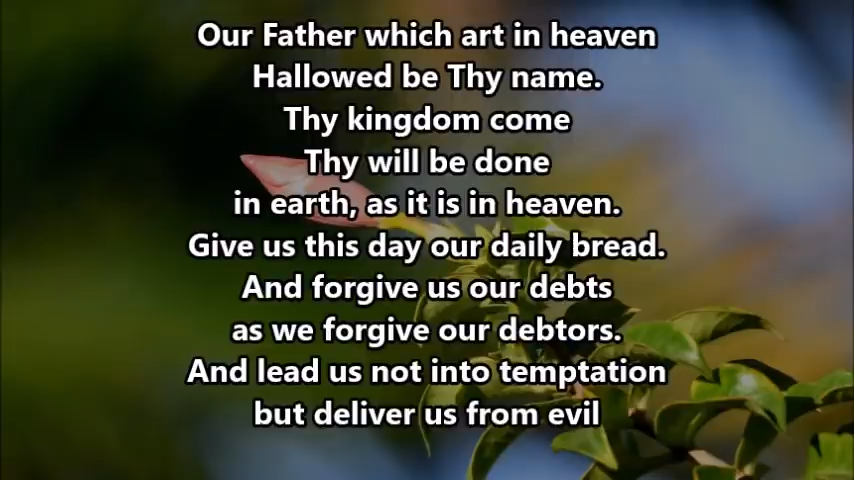 Our Father which art in heaven
Hallowed be Thy name.
Thy kingdom come
Thy will be done
in earth, as it is in heaven.
Give us this day our daily bread.
And forgive us our debts
as we forgive our debtors.
And lead us not into temptation
but deliver us from evil